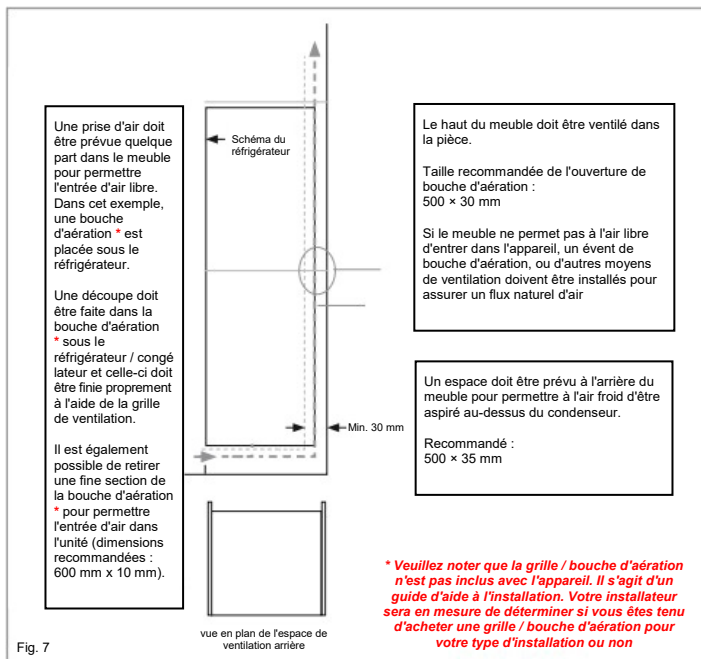 Une prise d'air doit
être prévue quelque
part dans le meuble
pour permettre
l'entrée d'air libre.
Dans cet exemple,
une bouche
d'aération * est
placée sous le
réfrigérateur.
Une découpe doit
être faite dans la
bouche d'aération
* sous le
réfrigérateur / congé
lateur et celle-ci doit
être finie proprement
à l'aide de la grille
de ventilation.
Il est également
possible de retirer
une fine section de
la bouche d'aération
* pour permettre
l'entrée d'air dans
l'unité (dimensions
recommandées :
600 mm x 10 mm).
Schéma du
réfrigérateur
Min. 30 mm
vue en plan de l'espace de
ventilation arrière
Le haut du meuble doit être ventilé dans
la pièce.
Taille recommandée de l'ouverture de
bouche d'aération :
500 × 30 mm
Si le meuble ne permet pas à l'air libre
d'entrer dans l'appareil, un évent de
bouche d'aération, ou d'autres moyens
de ventilation doivent être installés pour
assurer un flux naturel d'air
Un espace doit être prévu à l'arrière du
meuble pour permettre à l'air froid d'être
aspiré au-dessus du condenseur.
Recommandé :
500 × 35 mm
* Veuillez noter que la grille / bouche d'aération
n'est pas inclus avec l'appareil. Il s'agit d'un
guide d'aide à l'installation. Votre installateur
sera en mesure de déterminer si vous êtes tenu
d'acheter une grille / bouche d'aération pour
votre type d'installation ou non
Fig. 7